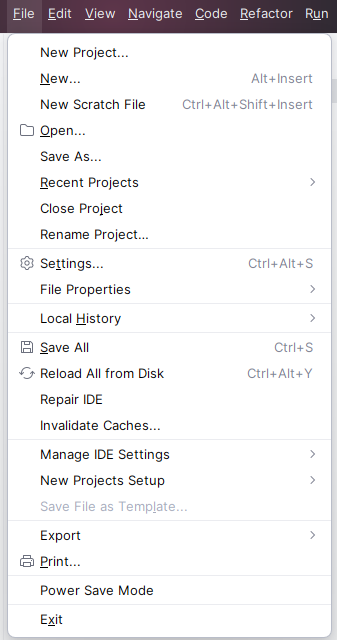 File Edit View Navigate Code Refactor Run
New Project...
New... Alt+Insert
New Scratch File Ctrl+Alt+Shift+Insert
Open...
Save As...
Recent Projects
Close Project
Rename Project...
Settings... Ctrl+Alt+S
File Properties
Local History
Save All Ctrl+S
Reload All from Disk Ctrl+Alt+Y
Repair IDE
Invalidate Caches...
Manage IDE Settings
New Projects Setup
Save File as Template...
Export
Print...
Power Save Mode
Exit